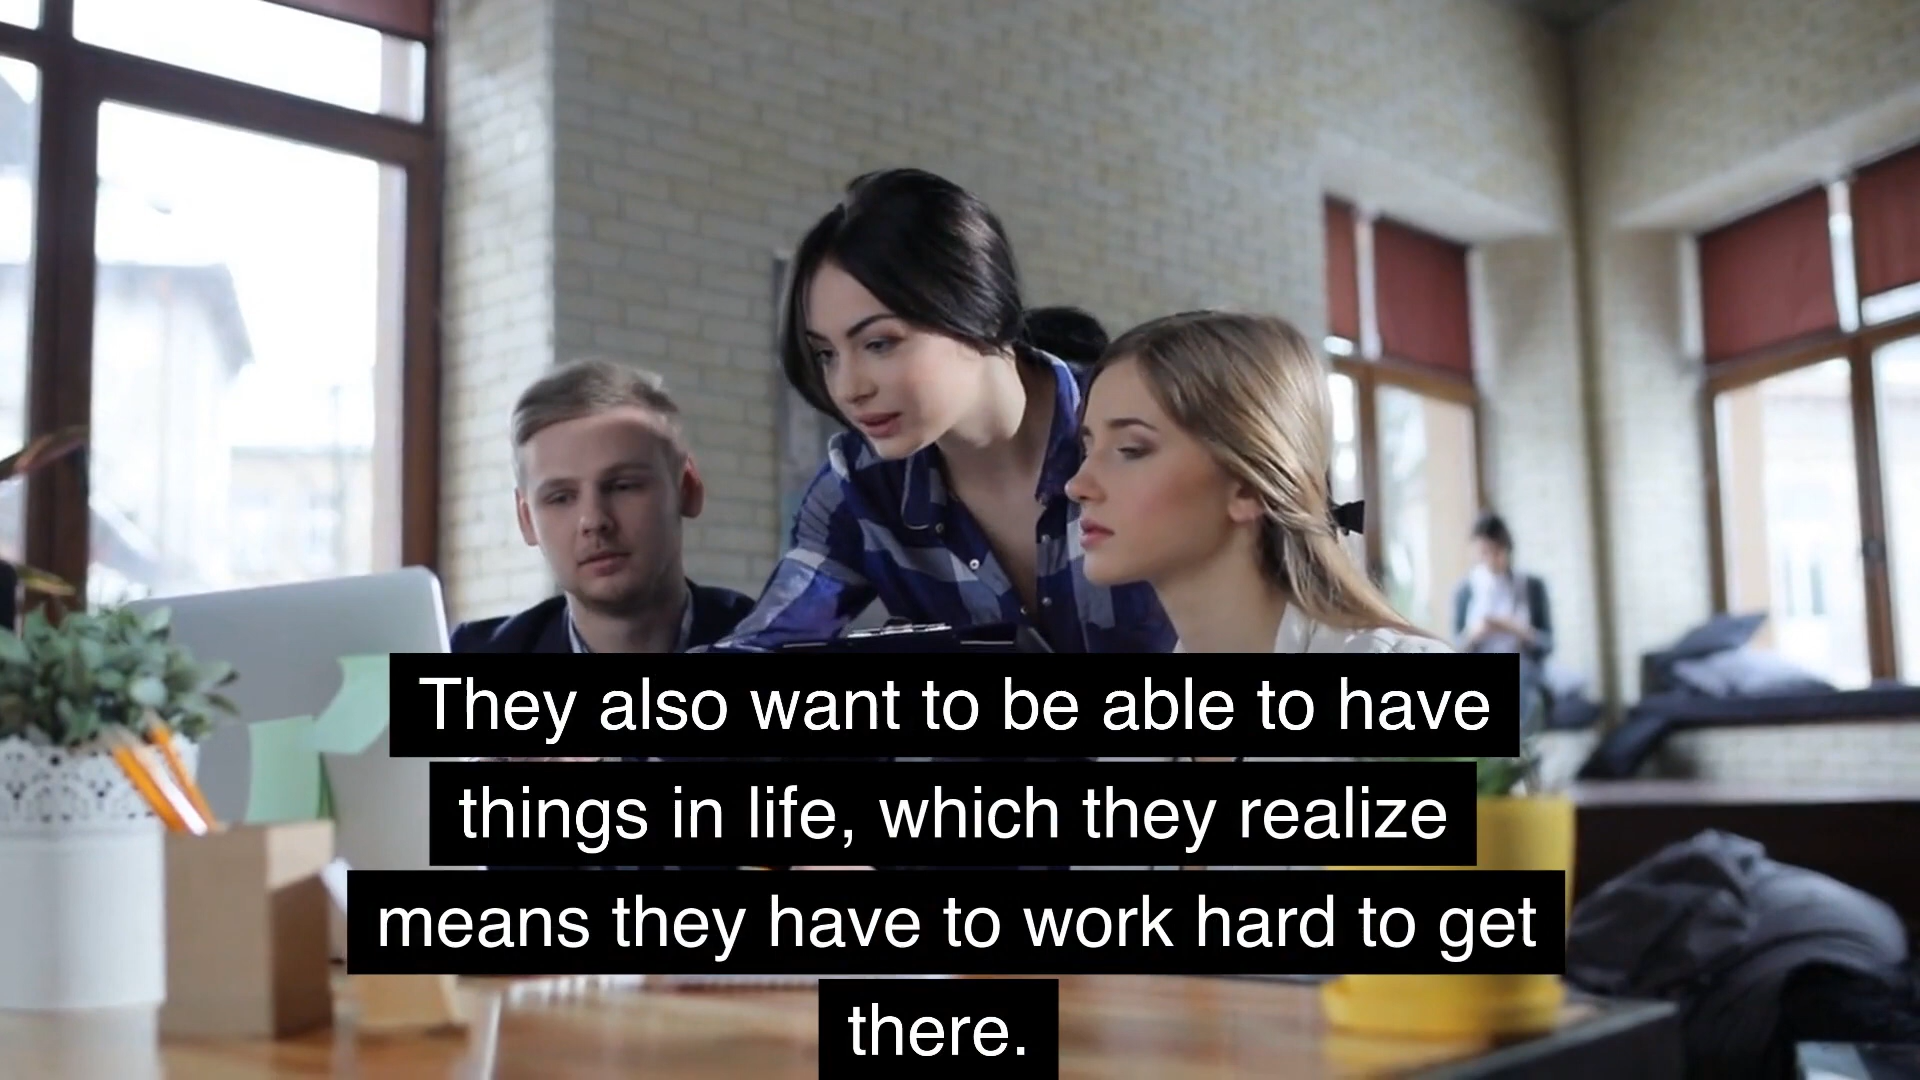 They also want to be able to have
things in life, which they realize
means they have to work hard to get
there.